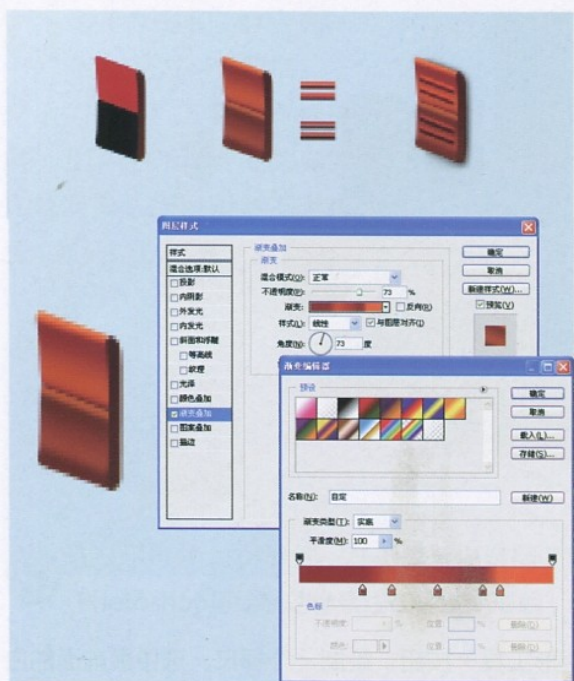 图层样式
样式
混合选项:默认
投影
内阴影
外发光
内发光
斜面和浮雕
等高线
纹理
光泽
颜色叠加
渐变叠加
图案叠加
描边
渐变叠加
渐变
混合模式(O): 正常
不透明度(P): 73 %
渐变: 反向(R)
样式(L): 线性 与图层对齐(I)
角度(N): 73 度
确定
取消
新建样式(W)...
预览(V)
渐变编辑器
预设
确定
取消
载入(L)...
存储(S)...
名称(N): 自定
新建(W)
渐变类型(T): 实底
平滑度(M): 100 %
色标
不透明度: % 位置: % 删除(D)
颜色: 位置: % 删除(D)